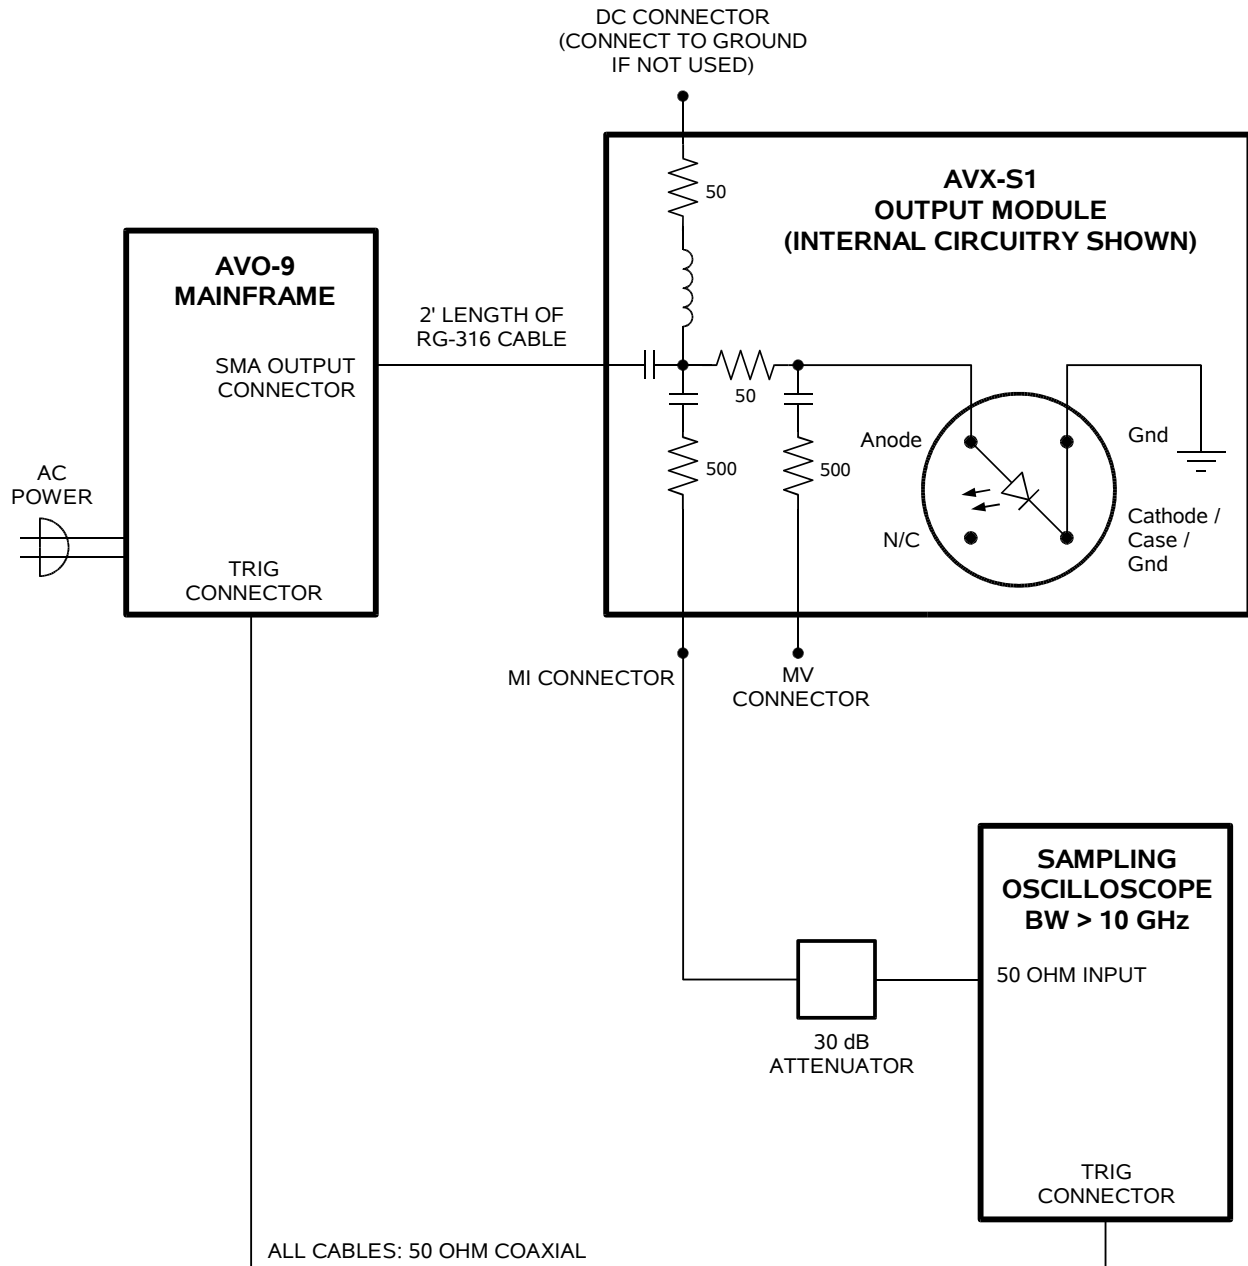 DC CONNECTOR
(CONNECT TO GROUND
IF NOT USED)
AVX-S1
OUTPUT MODULE
(INTERNAL CIRCUITRY SHOWN)
50
AVO-9
MAINFRAME
2' LENGTH OF
RG-316 CABLE
SMA OUTPUT
CONNECTOR
50
Anode
Gnd
500
500
AC
POWER
N/C
Cathode /
Case /
Gnd
TRIG
CONNECTOR
MI CONNECTOR
MV
CONNECTOR
SAMPLING
OSCILLOSCOPE
BW > 10 GHz
50 OHM INPUT
30 dB
ATTENUATOR
TRIG
CONNECTOR
ALL CABLES: 50 OHM COAXIAL